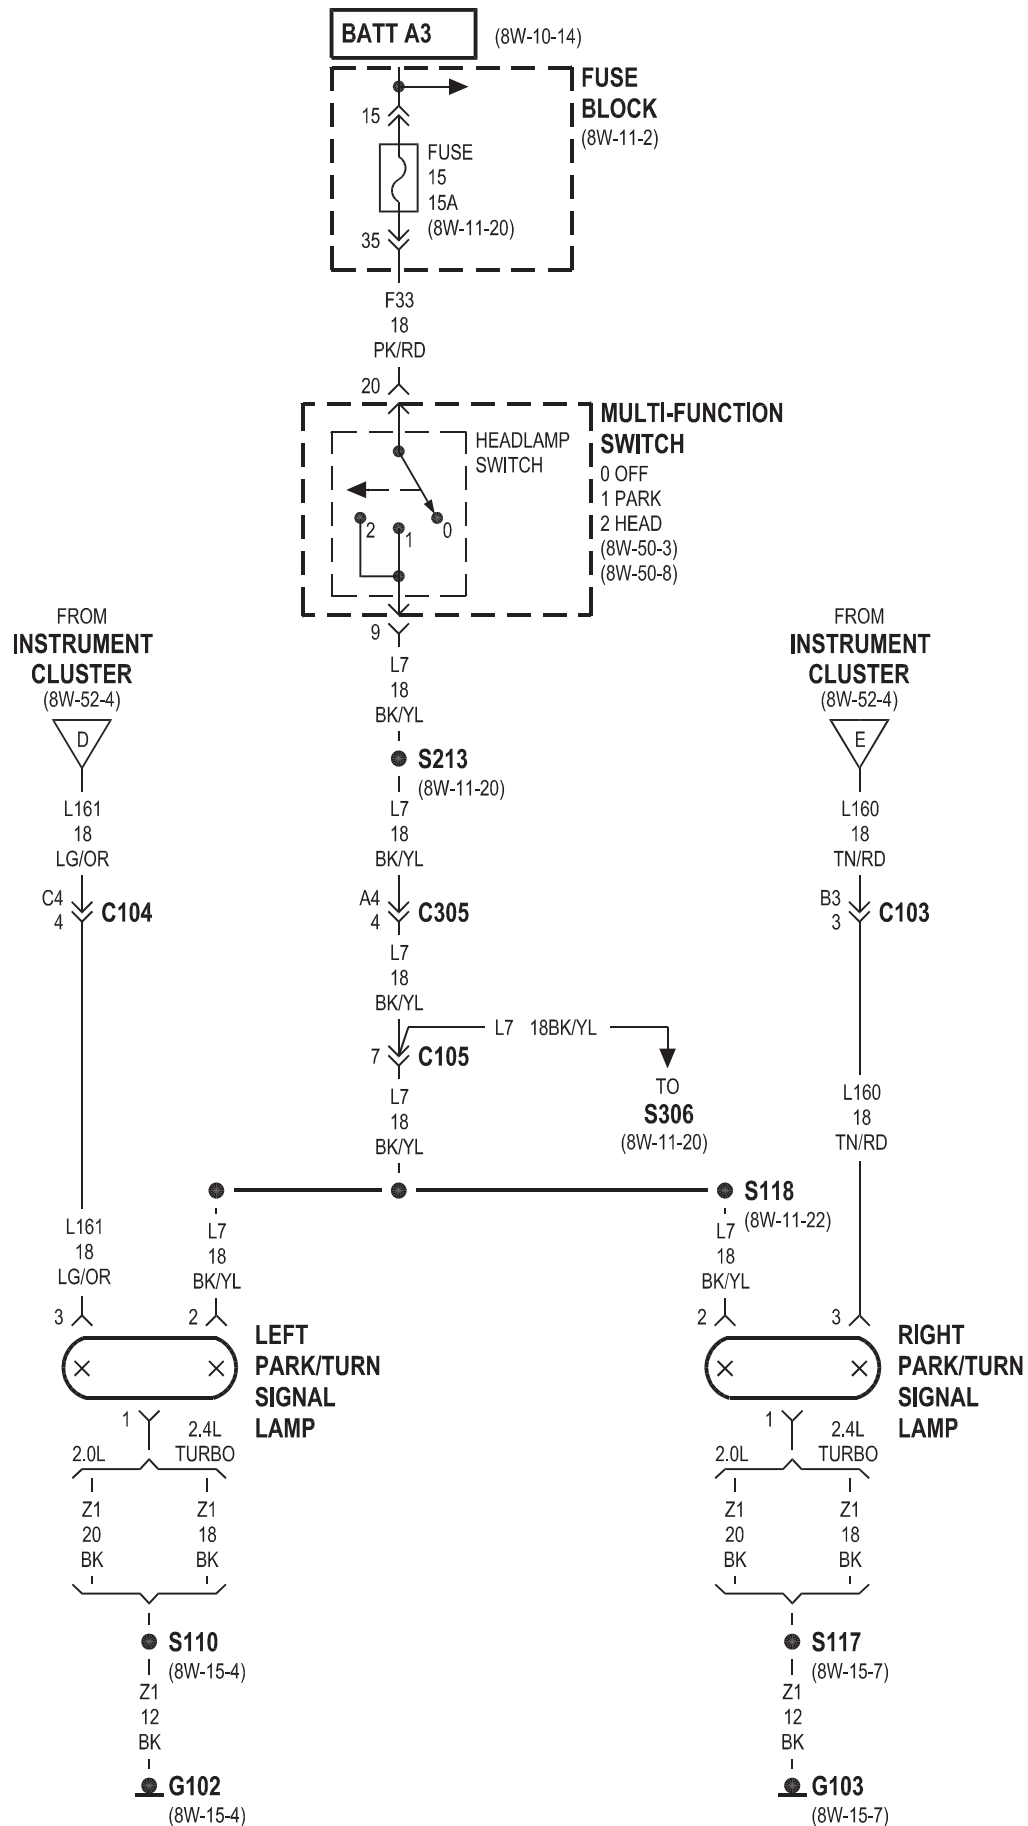 BATT A3
(8W-10-14)
FUSE
BLOCK
(8W-11-2)
15
FUSE
15
15A
(8W-11-20)
35
F33
18
PK/RD
20
MULTI-FUNCTION
SWITCH
0 OFF
1 PARK
2 HEAD
(8W-50-3)
(8W-50-8)
HEADLAMP
SWITCH
2
1
0
9
L7
18
BK/YL
S213
(8W-11-20)
L7
18
BK/YL
A4
4
C305
L7
18
BK/YL
L7 18BK/YL
7
C105
TO
S306
(8W-11-20)
L7
18
BK/YL
FROM
INSTRUMENT
CLUSTER
(8W-52-4)
D
L161
18
LG/OR
C4
4
C104
L161
18
LG/OR
3
L7
18
BK/YL
2
LEFT
PARK/TURN
SIGNAL
LAMP
1
2.0L
2.4L
TURBO
Z1
20
BK
Z1
18
BK
S110
(8W-15-4)
Z1
12
BK
G102
(8W-15-4)
FROM
INSTRUMENT
CLUSTER
(8W-52-4)
E
L160
18
TN/RD
B3
3
C103
L160
18
TN/RD
S118
(8W-11-22)
L7
18
BK/YL
2
3
RIGHT
PARK/TURN
SIGNAL
LAMP
1
2.0L
2.4L
TURBO
Z1
20
BK
Z1
18
BK
S117
(8W-15-7)
Z1
12
BK
G103
(8W-15-7)